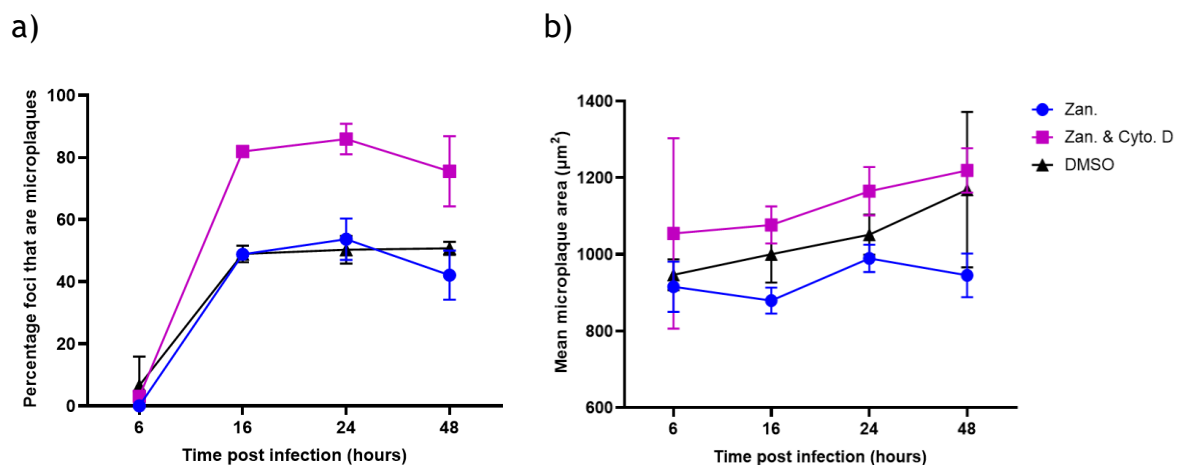 a)
Percentage foci that are microplaques
100
80
60
40
20
0
6 16 24 48
Time post infection (hours)
b)
Mean microplaque area (µm²)
1400
1200
1000
800
600
6 16 24 48
Time post infection (hours)
Zan.
Zan. & Cyto. D
DMSO